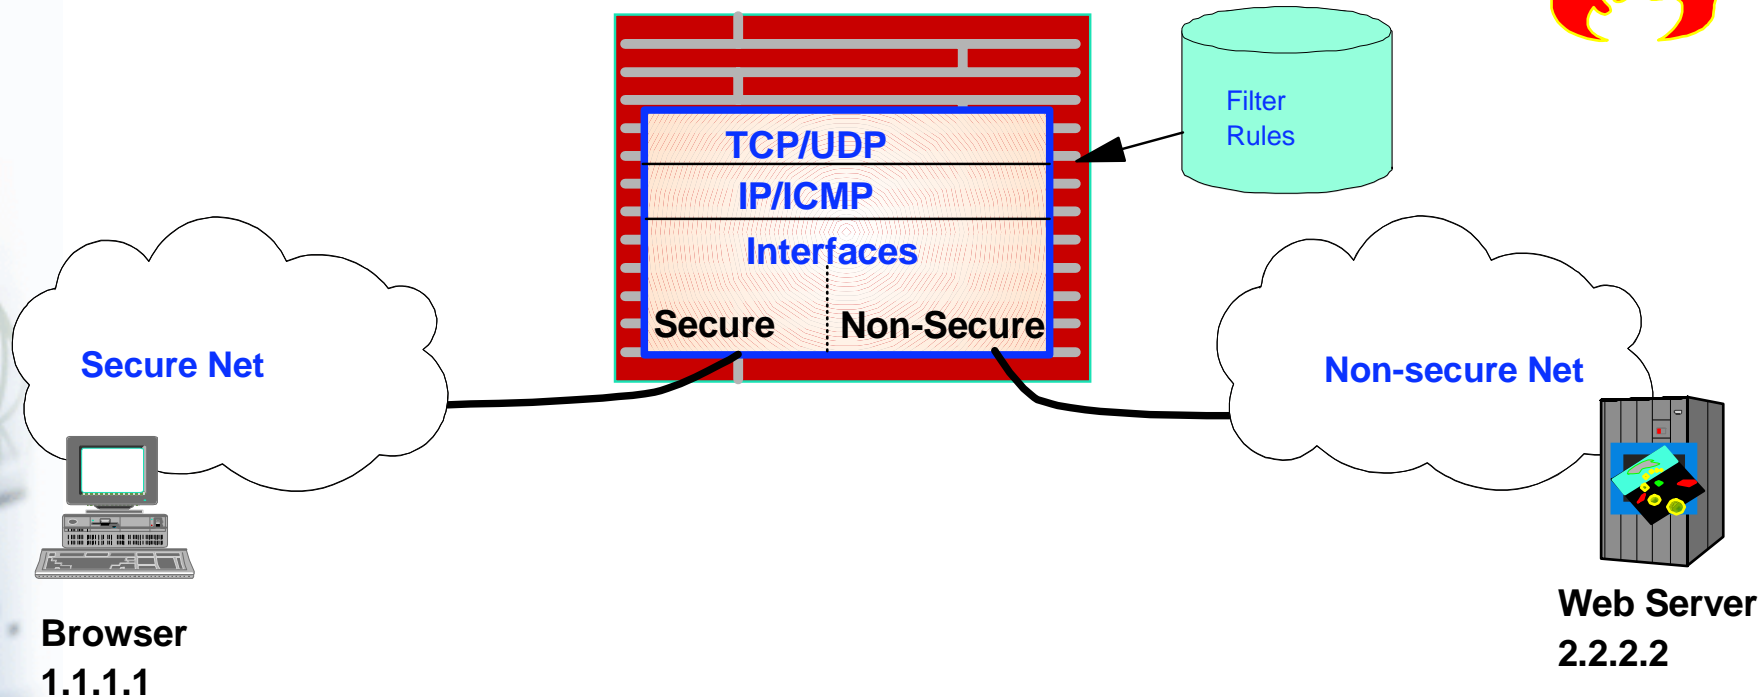 Filter
Rules
TCP/UDP
IP/ICMP
Interfaces
Secure
Non-Secure
Secure Net
Non-secure Net
Browser
1.1.1.1
Web Server
2.2.2.2